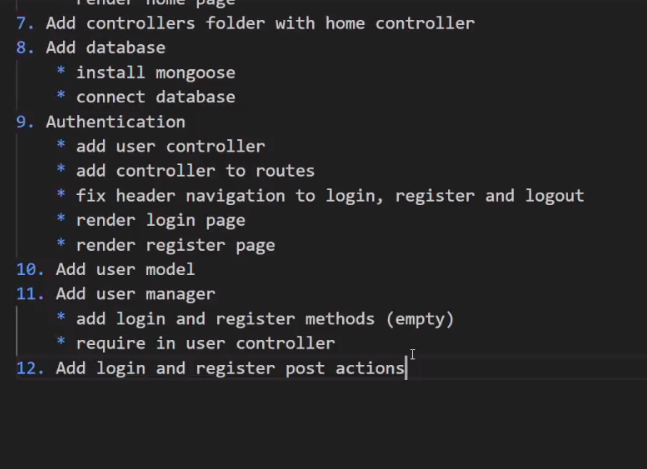 render home page
7. Add controllers folder with home controller
8. Add database
* install mongoose
* connect database
9. Authentication
* add user controller
* add controller to routes
* fix header navigation to login, register and logout
* render login page
* render register page
10. Add user model
11. Add user manager
* add login and register methods (empty)
* require in user controller
12. Add login and register post actions